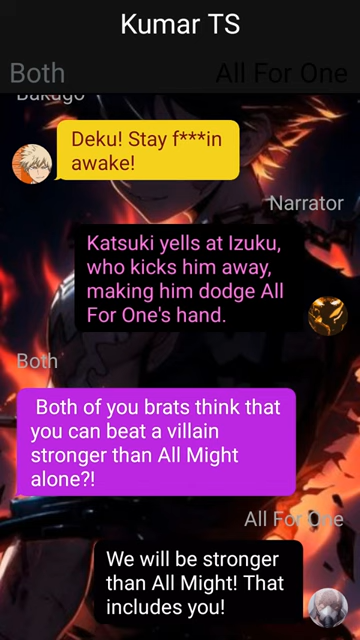 Kumar TS
Both
All For One
Bakugo
Deku! Stay f***in
awake!
Narrator
Katsuki yells at Izuku,
who kicks him away,
making him dodge All
For One's hand.
Both
Both of you brats think that
you can beat a villain
stronger than All Might
alone?!
All For One
We will be stronger
than All Might! That
includes you!